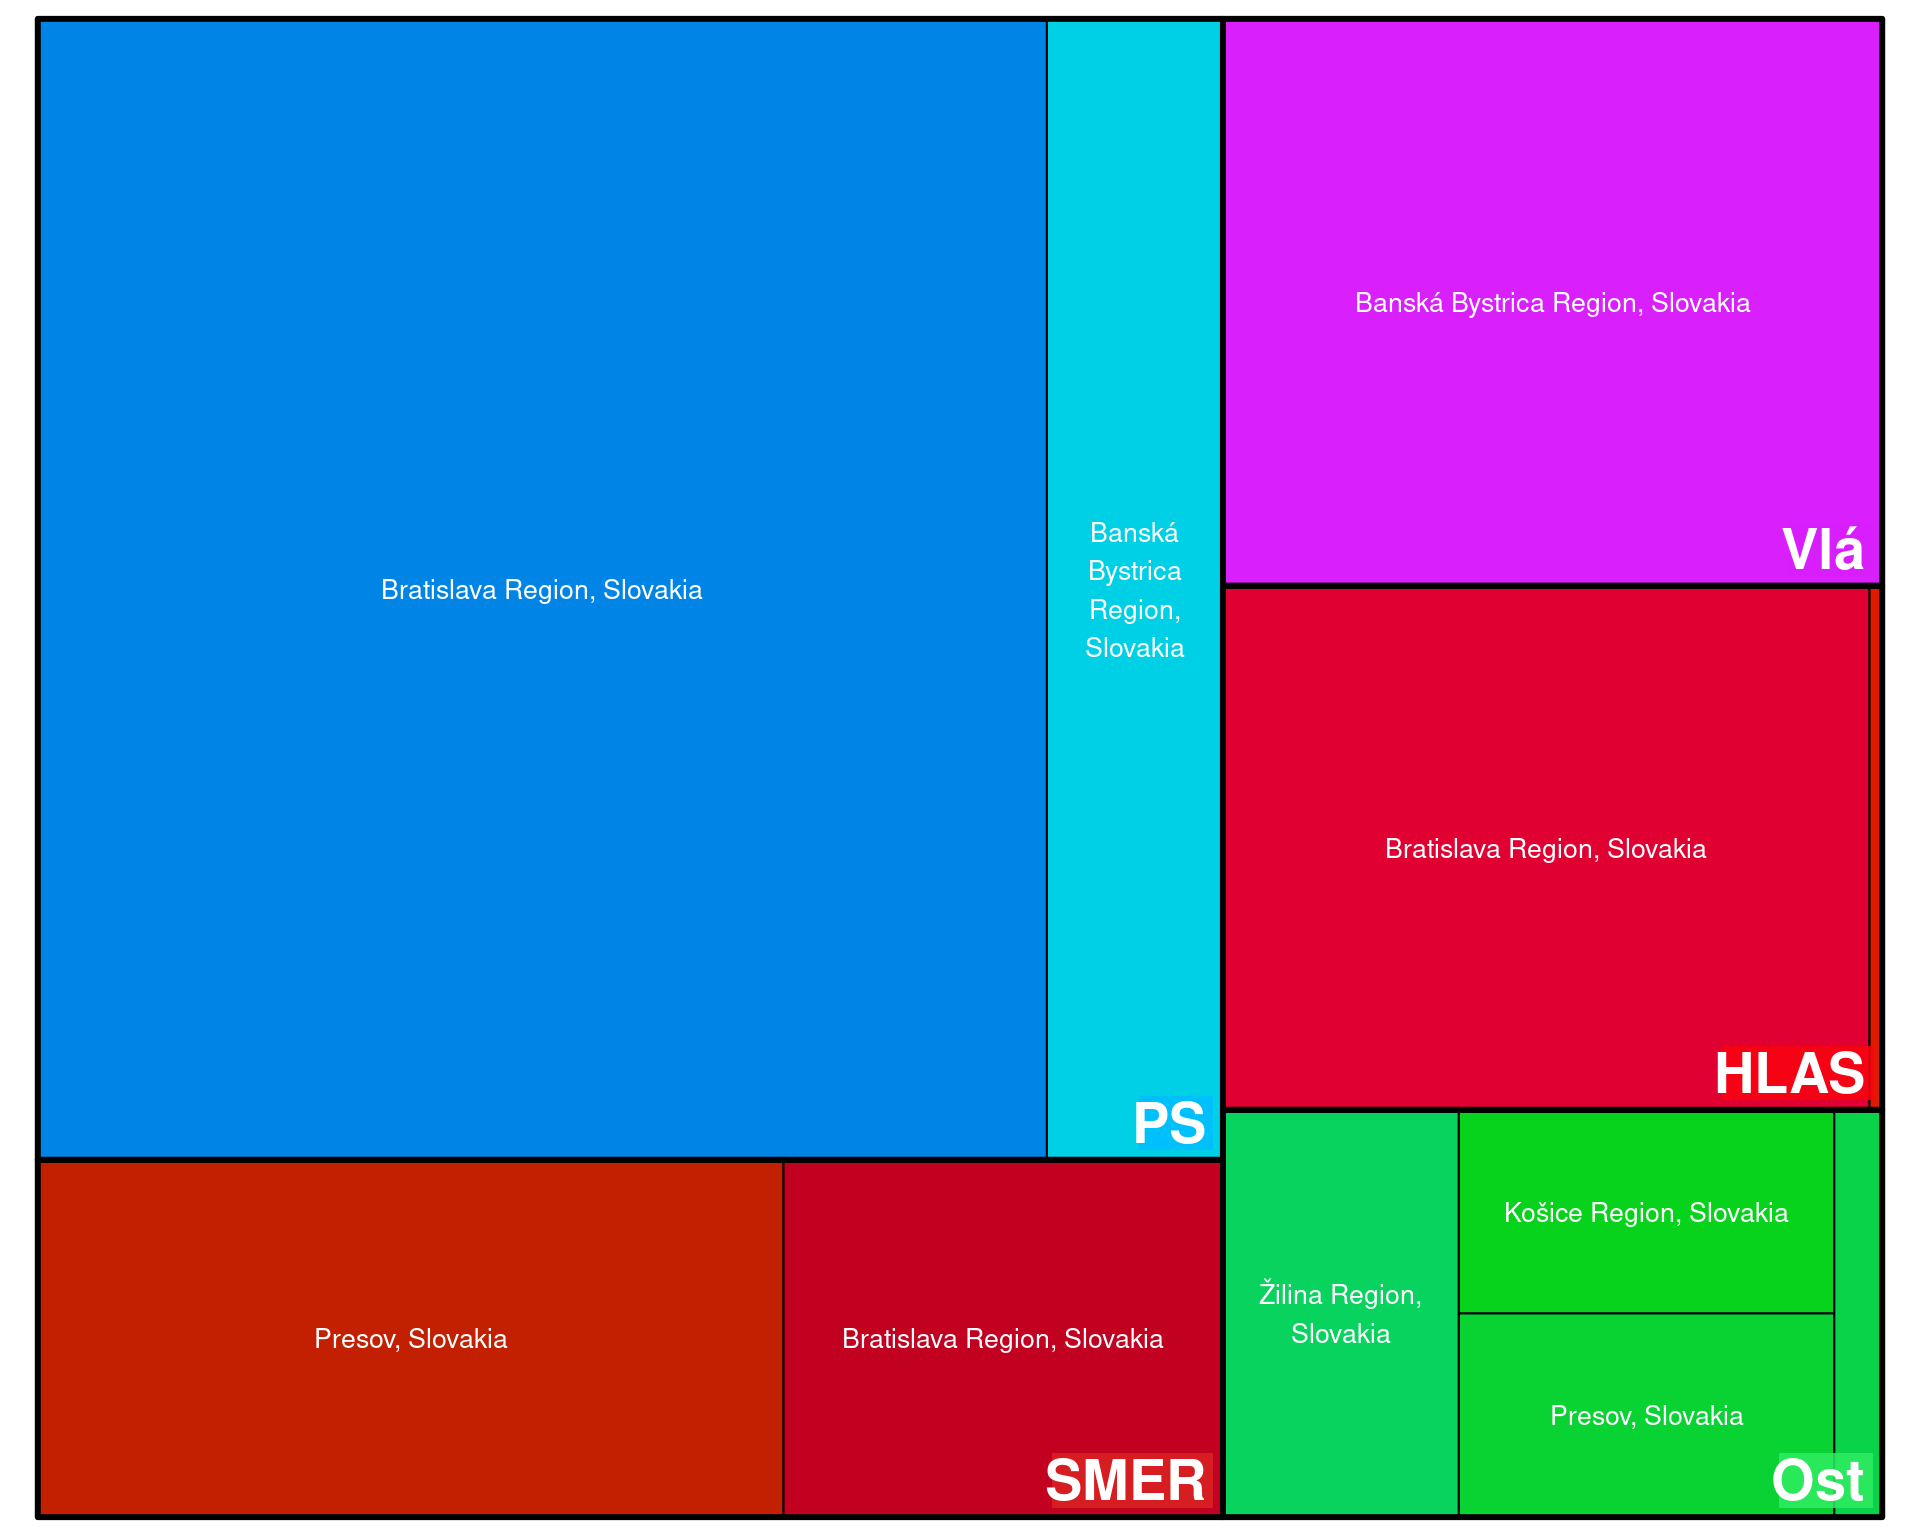 Bratislava Region, Slovakia
Banská
Bystrica
Region,
Slovakia
PS
Presov, Slovakia
Bratislava Region, Slovakia
SMER
Banská Bystrica Region, Slovakia
Vlá
Bratislava Region, Slovakia
HLAS
Žilina Region,
Slovakia
Košice Region, Slovakia
Presov, Slovakia
Ost